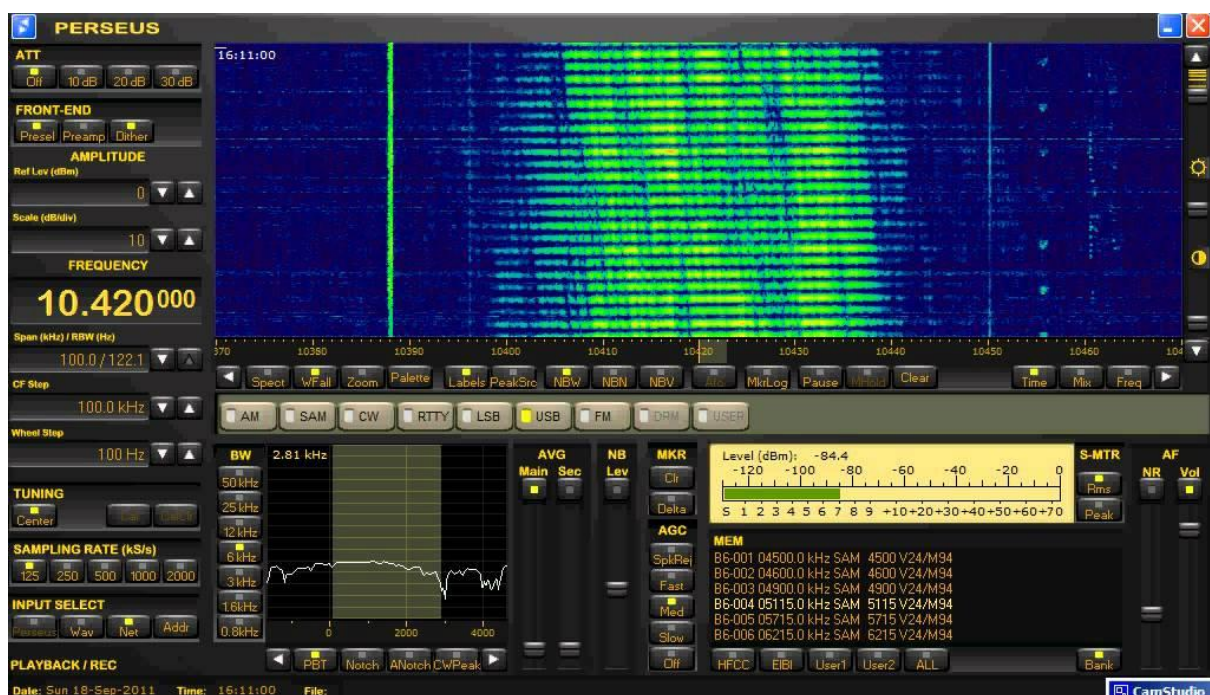 PERSEUS
ATT
Off 10 dB 20 dB 30 dB
FRONT-END
Presel Preamp Dither
AMPLITUDE
Ref Lev (dBm)
0
Scale (dB/div)
10
FREQUENCY
10.420000
Span (kHz) / RBW (Hz)
100.0 / 122.1
CF Step
100.0 kHz
Wheel Step
100 Hz
TUNING
Center
SAMPLING RATE (kS/s)
125 250 500 1000 2000
INPUT SELECT
Perseus Wav Net Addr
PLAYBACK / REC
Date: Sun 18-Sep-2011 Time: 16:11:00 File:
16:11:00
370 10380 10390 10400 10410 10420 10430 10440 10450 10460 104
Spect WFall Zoom Palette Labels PeakSrc NBW NBN NBV MkrLog Pause Clear Time Mix Freq
AM SAM CW RTTY LSB USB FM DRM USER
BW
50 kHz
25 kHz
12 kHz
6 kHz
3 kHz
1.6kHz
0.8kHz
2.81 kHz
0 2000 4000
PBT Notch ANotch CWPeak
AVG
Main Sec
NB
Lev
MKR
Clr
Delta
AGC
SpkRej
Fast
Med
Slow
Off
Level (dBm): -84.4
-120 -100 -80 -60 -40 -20 0
S 1 2 3 4 5 6 7 8 9 +10+20+30+40+50+60+70
S-MTR
Rms
Peak
AF
NR Vol
MEM
B6-001 04500.0 kHz SAM 4500 V24/M94
B6-002 04600.0 kHz SAM 4600 V24/M94
B6-003 04900.0 kHz SAM 4900 V24/M94
B6-004 05115.0 kHz SAM 5115 V24/M94
B6-005 05715.0 kHz SAM 5715 V24/M94
B6-006 06215.0 kHz SAM 6215 V24/M94
HFCC EIBI User1 User2 ALL Bank
CamStudio